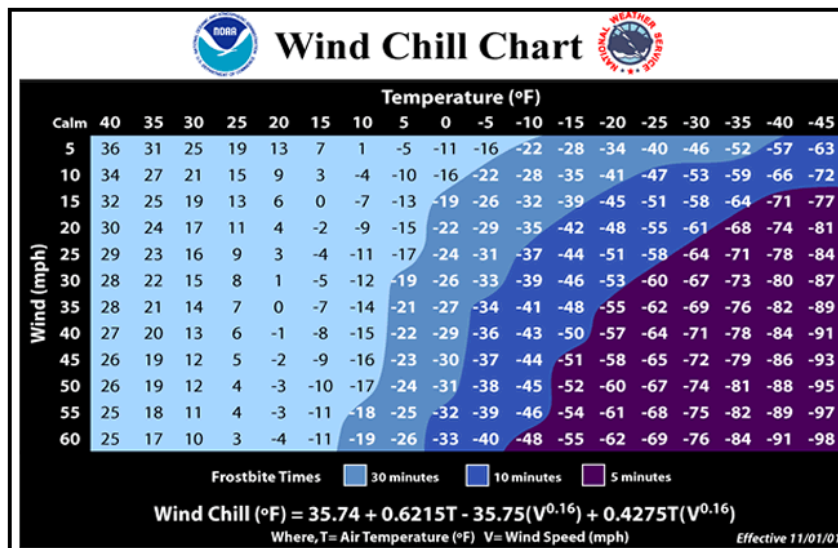 NOAA
Wind Chill Chart
NATIONAL WEATHER SERVICE
Temperature (ºF)
Calm 40 35 30 25 20 15 10 5 0 -5 -10 -15 -20 -25 -30 -35 -40 -45
5 36 31 25 19 13 7 1 -5 -11 -16 -22 -28 -34 -40 -46 -52 -57 -63
10 34 27 21 15 9 3 -4 -10 -16 -22 -28 -35 -41 -47 -53 -59 -66 -72
15 32 25 19 13 6 0 -7 -13 -19 -26 -32 -39 -45 -51 -58 -64 -71 -77
20 30 24 17 11 4 -2 -9 -15 -22 -29 -35 -42 -48 -55 -61 -68 -74 -81
25 29 23 16 9 3 -4 -11 -17 -24 -31 -37 -44 -51 -58 -64 -71 -78 -84
30 28 22 15 8 1 -5 -12 -19 -26 -33 -39 -46 -53 -60 -67 -73 -80 -87
35 28 21 14 7 0 -7 -14 -21 -27 -34 -41 -48 -55 -62 -69 -76 -82 -89
40 27 20 13 6 -1 -8 -15 -22 -29 -36 -43 -50 -57 -64 -71 -78 -84 -91
45 26 19 12 5 -2 -9 -16 -23 -30 -37 -44 -51 -58 -65 -72 -79 -86 -93
50 26 19 12 4 -3 -10 -17 -24 -31 -38 -45 -52 -60 -67 -74 -81 -88 -95
55 25 18 11 4 -3 -11 -18 -25 -32 -39 -46 -54 -61 -68 -75 -82 -89 -97
60 25 17 10 3 -4 -11 -19 -26 -33 -40 -48 -55 -62 -69 -76 -84 -91 -98
Wind (mph)
Frostbite Times 30 minutes 10 minutes 5 minutes
Wind Chill (ºF) = 35.74 + 0.6215T - 35.75(V⁰·¹⁶) + 0.4275T(V⁰·¹⁶)
Where, T= Air Temperature (ºF) V= Wind Speed (mph)
Effective 11/01/0